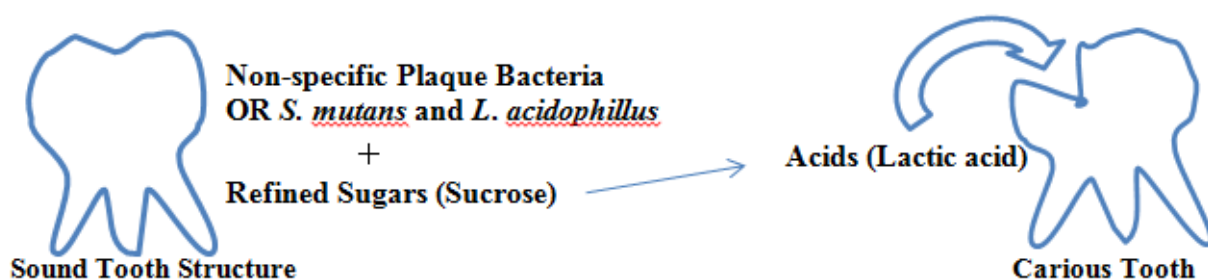 Non-specific Plaque Bacteria
OR S. mutans and L. acidophillus
+
Refined Sugars (Sucrose)
Acids (Lactic acid)
Sound Tooth Structure
Carious Tooth